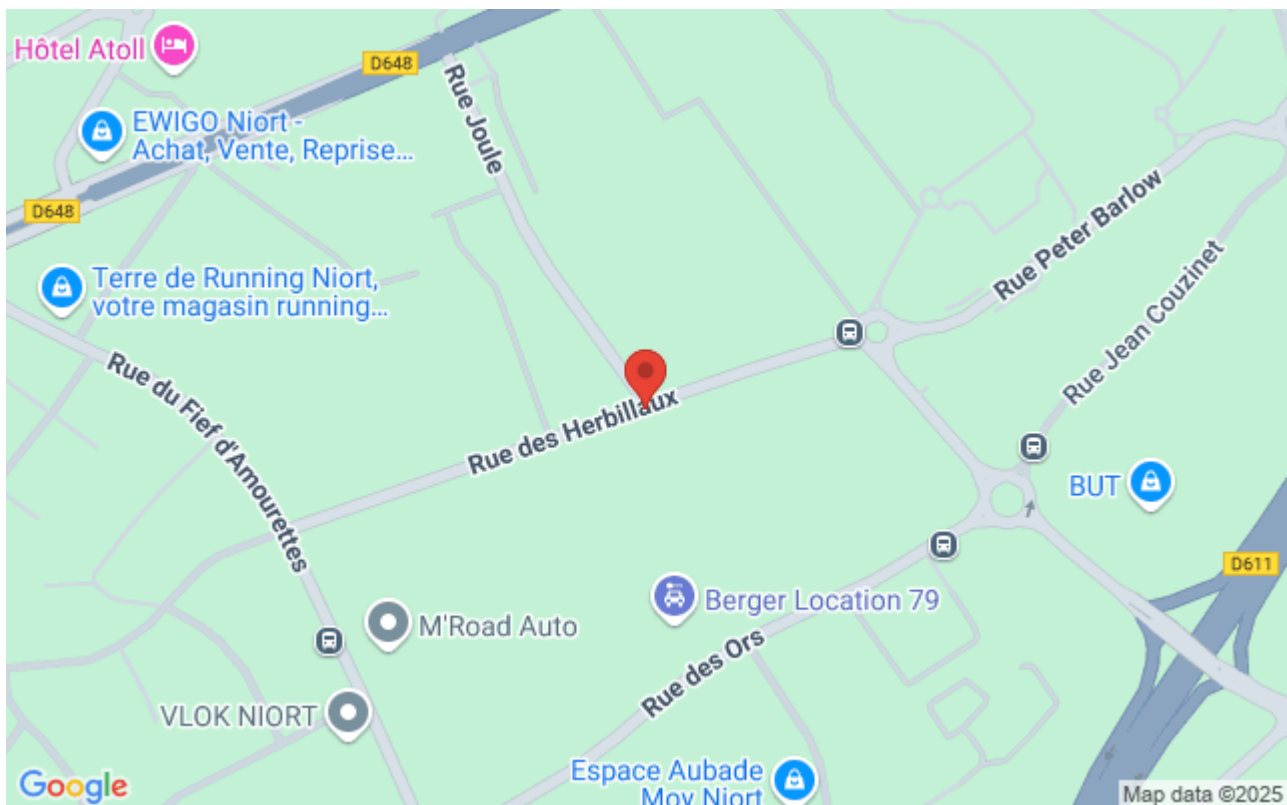 Hôtel Atoll
D648
EWIGO Niort -
Achat, Vente, Reprise...
Rue Joule
D648
Rue Peter Barlow
Terre de Running Niort,
votre magasin running...
Rue Jean Couzinet
Rue du Fief d'Amourettes
Rue des Herbillaux
BUT
D611
Berger Location 79
M'Road Auto
Rue des Ors
VLOK NIORT
Espace Aubade
Moy Niort
Google
Map data ©2025